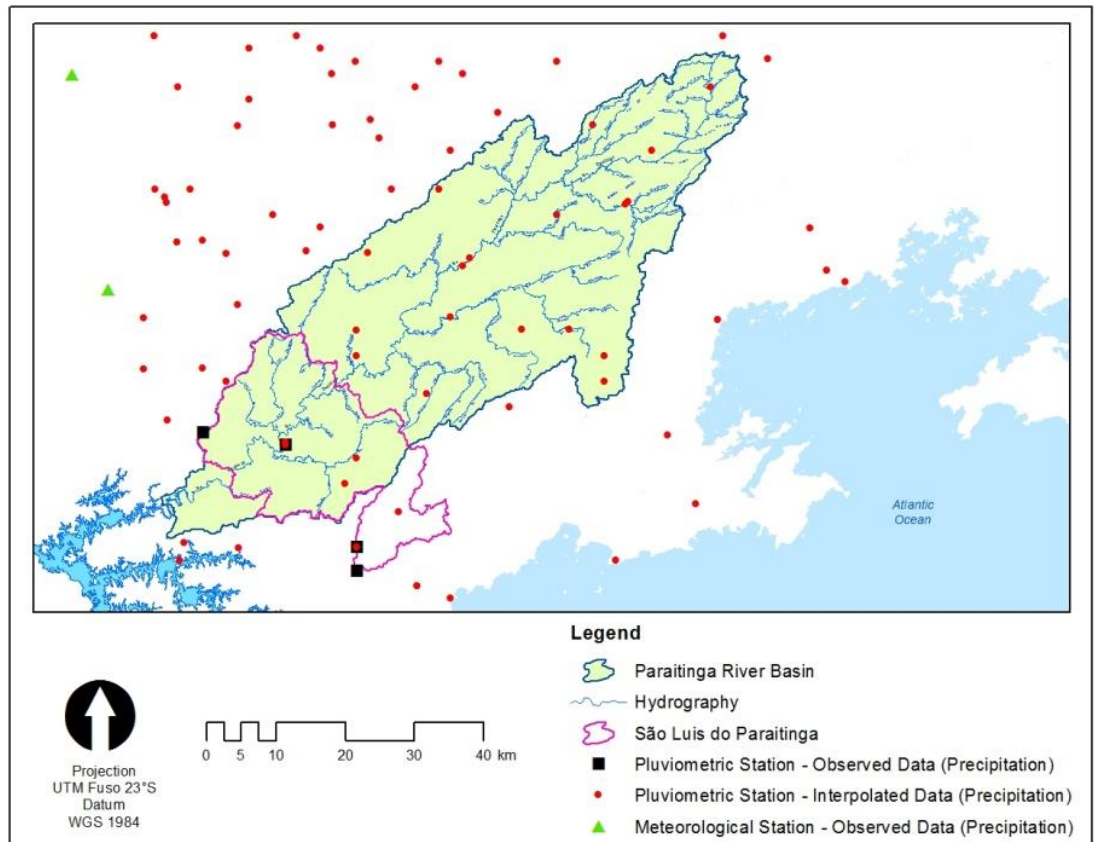 Atlantic
Ocean
Legend
Paraitinga River Basin
Hydrography
São Luis do Paraitinga
Pluviometric Station - Observed Data (Precipitation)
Pluviometric Station - Interpolated Data (Precipitation)
Meteorological Station - Observed Data (Precipitation)
0 5 10 20 30 40 km
Projection
UTM Fuso 23°S
Datum
WGS 1984